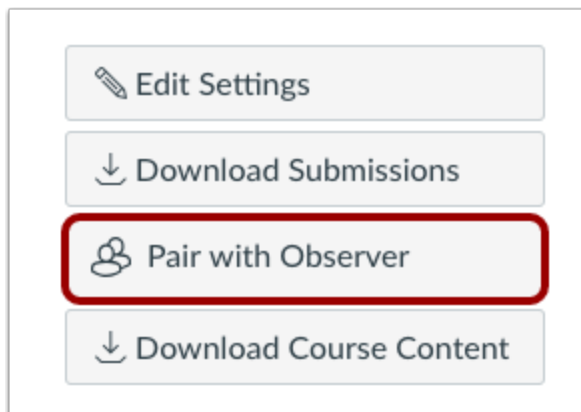 Edit Settings
Download Submissions
Pair with Observer
Download Course Content